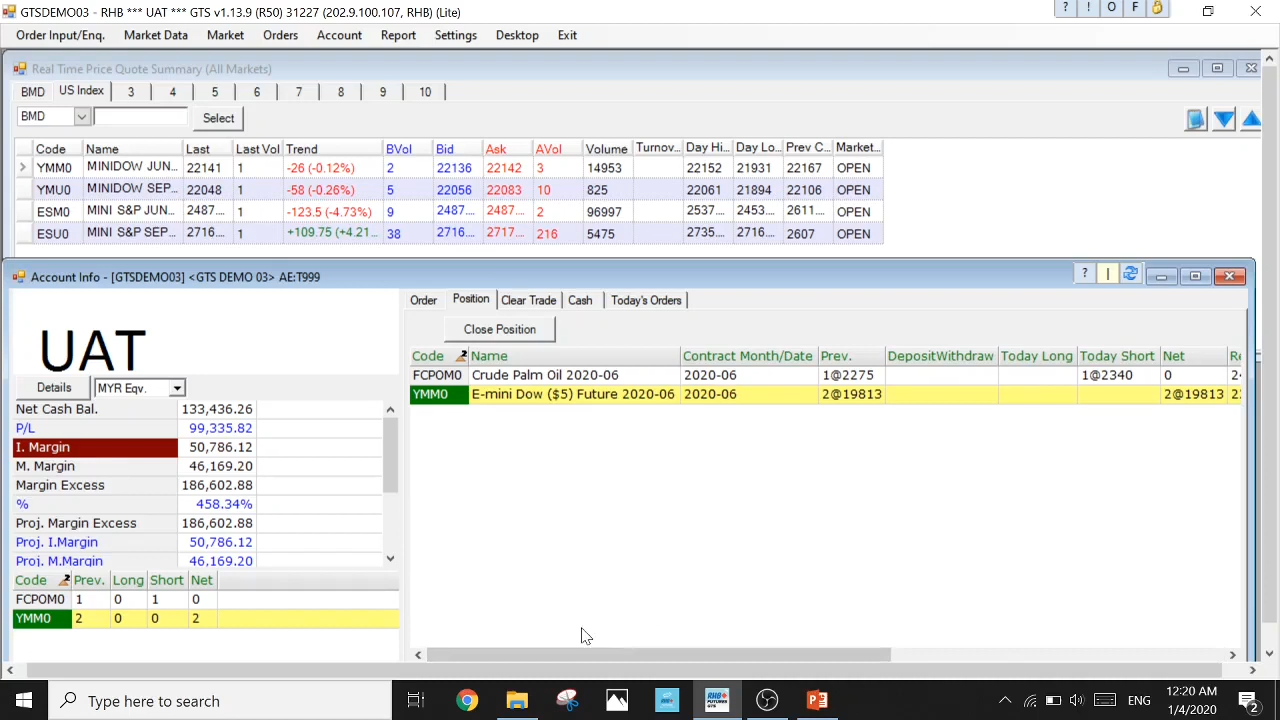 GTSDEMO03 - RHB *** UAT *** GTS v1.13.9 (R50) 31227 (202.9.100.107, RHB) (Lite) ? ! O F
Order Input/Enq. Market Data Market Orders Account Report Settings Desktop Exit
Real Time Price Quote Summary (All Markets)
BMD US Index 3 4 5 6 7 8 9 10
BMD Select
Code Name Last Last Vol Trend BVol Bid Ask AVol Volume Turnov... Day Hi... Day Lo... Prev C... Market...
YMM0 MINIDOW JUN... 22141 1 -26 (-0.12%) 2 22136 22142 3 14953 22152 21931 22167 OPEN
YMU0 MINIDOW SEP... 22048 1 -58 (-0.26%) 5 22056 22083 10 825 22061 21894 22106 OPEN
ESM0 MINI S&P JUN... 2487.... 1 -123.5 (-4.73%) 9 2487.... 2487.... 2 96997 2537.... 2453.... 2611.... OPEN
ESU0 MINI S&P SEP... 2716.... 1 +109.75 (+4.21... 38 2716.... 2717.... 216 5475 2735.... 2716.... 2607 OPEN
Account Info - [GTSDEMO03] <GTS DEMO 03> AE:T999 ?
Order Position Clear Trade Cash Today's Orders
UAT
Close Position
Code Name Contract Month/Date Prev. DepositWithdraw Today Long Today Short Net
FCPOM0 Crude Palm Oil 2020-06 2020-06 1@2275 1@2340 0
YMM0 E-mini Dow ($5) Future 2020-06 2020-06 2@19813 2@19813
Details MYR Eqv.
Net Cash Bal. 133,436.26
P/L 99,335.82
I. Margin 50,786.12
M. Margin 46,169.20
Margin Excess 186,602.88
% 458.34%
Proj. Margin Excess 186,602.88
Proj. I.Margin 50,786.12
Proj. M.Margin 46,169.20
Code Prev. Long Short Net
FCPOM0 1 0 1 0
YMM0 2 0 0 2
Type here to search
RHB FUTURES GTS
ENG
12:20 AM
1/4/2020
2